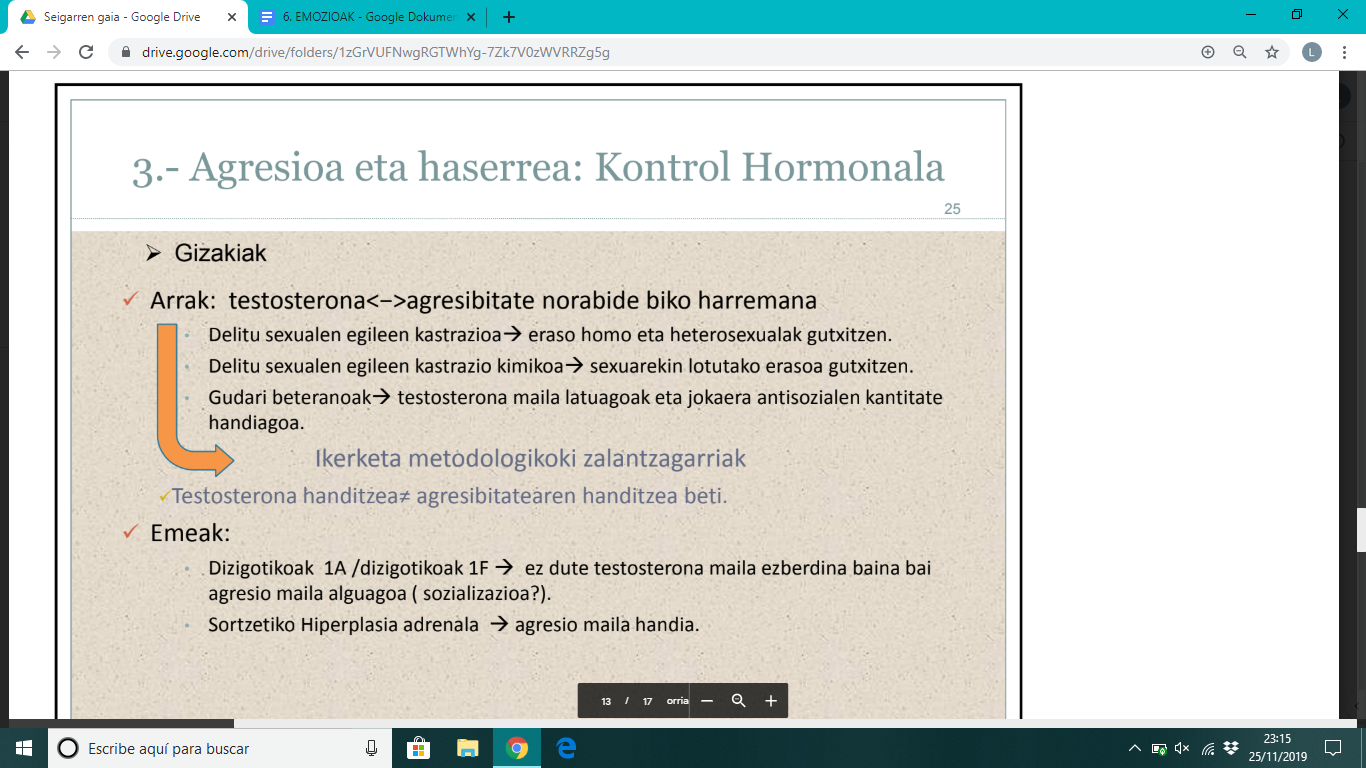 Seigarren gaia - Google Drive
6. EMOZIOAK - Google Dokumen
drive.google.com/drive/folders/1zGrVUFNwgRGTWhYg-7Zk7V0zWVRRZg5g
L
3.- Agresioa eta haserrea: Kontrol Hormonala
25
➢ Gizakiak
✓ Arrak: testosterona<−>agresibitate norabide biko harremana
• Delitu sexualen egileen kastrazioa→ eraso homo eta heterosexualak gutxitzen.
• Delitu sexualen egileen kastrazio kimikoa→ sexuarekin lotutako erasoa gutxitzen.
• Gudari beteranoak→ testosterona maila latuagoak eta jokaera antisozialen kantitate
handiagoa.
Ikerketa metodologikoki zalantzagarriak
✓Testosterona handitzea≠ agresibitatearen handitzea beti.
✓ Emeak:
• Dizigotikoak 1A /dizigotikoak 1F → ez dute testosterona maila ezberdina baina bai
agresio maila alguagoa ( sozializazioa?).
• Sortzetiko Hiperplasia adrenala → agresio maila handia.
13 / 17 orria
Escribe aquí para buscar
23:15
25/11/2019